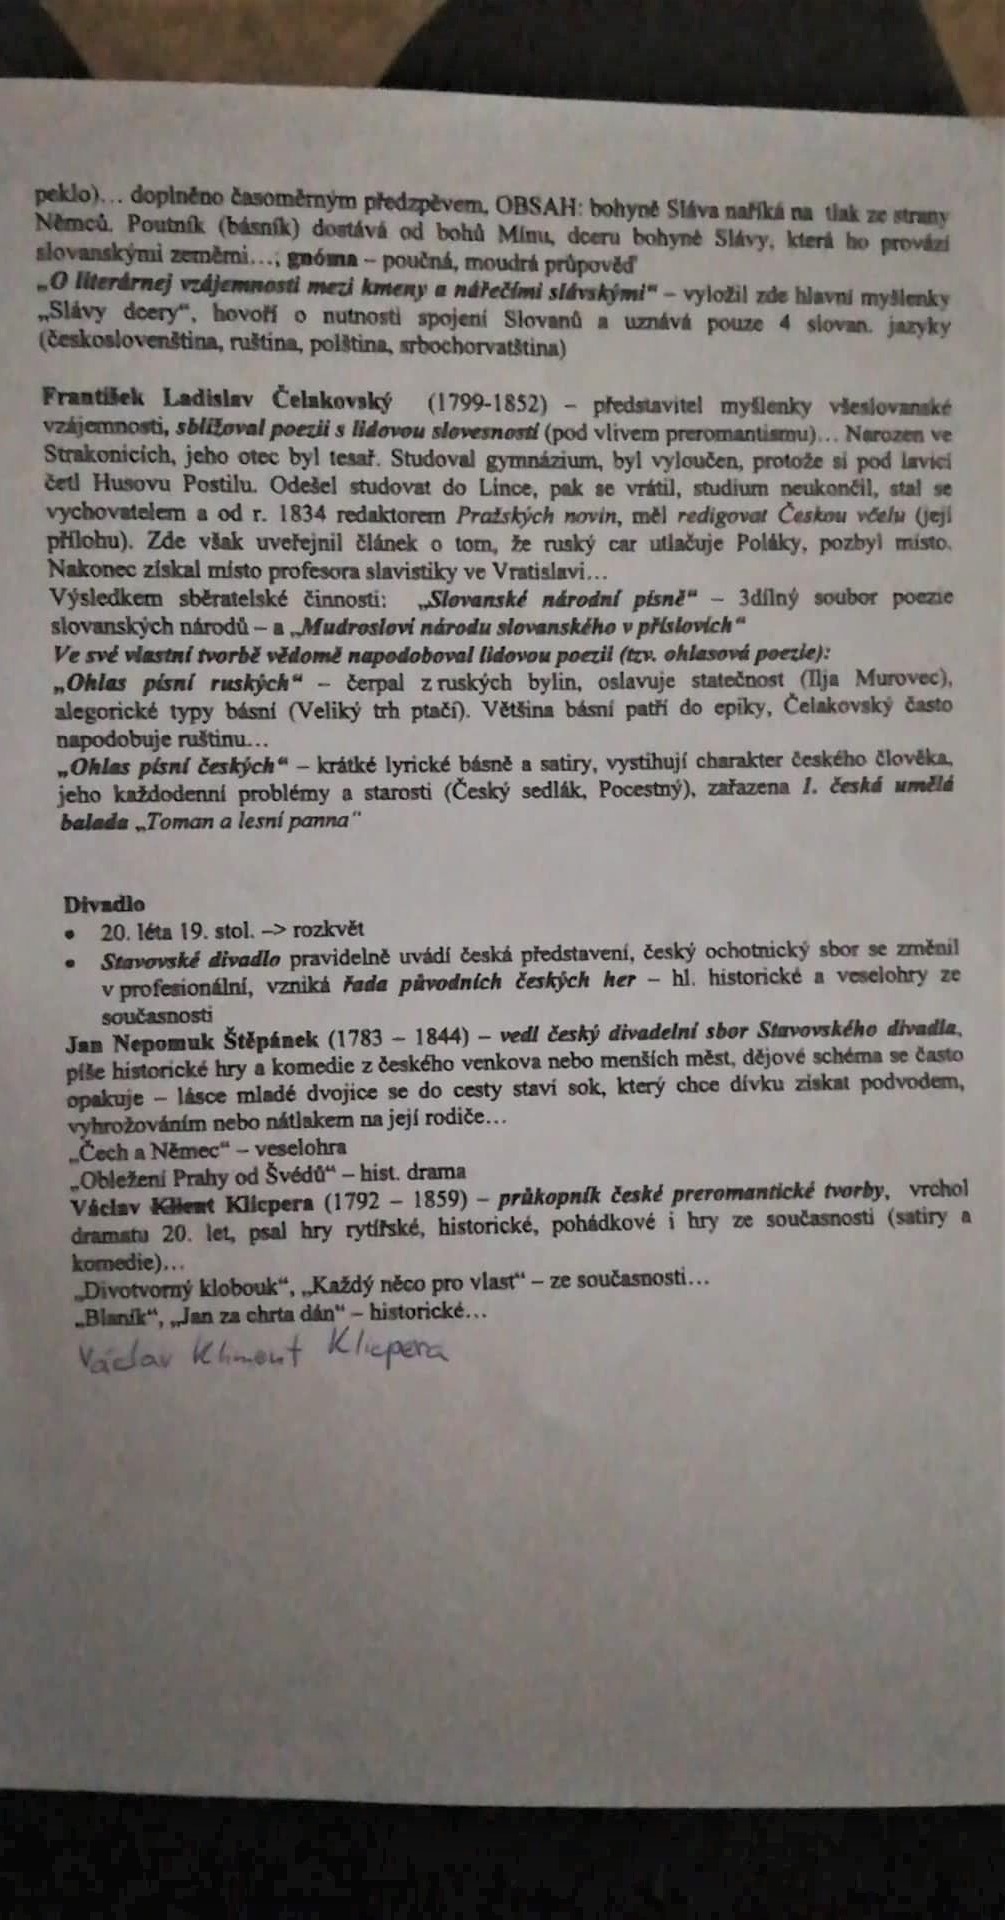 peklo)… doplněno časoměrným předzpěvem, OBSAH: bohyně Sláva naříká na tlak ze strany
Němců. Poutník (básník) dostává od bohů Mínu, dceru bohyně Slávy, která ho provází
slovanskými zeměmi…; gnóma – poučná, moudrá průpověď
„O literárnej vzájemnosti mezi kmeny a nářečími slávskými“ – vyložil zde hlavní myšlenky
„Slávy dcery“, hovoří o nutnosti spojení Slovanů a uznává pouze 4 slovan. jazyky
(československočeština, ruština, polština, srbochorvatština)
František Ladislav Čelakovský (1799-1852) – představitel myšlenky všeslovanské
vzájemnosti, sbližoval poezii s lidovou slovesností (pod vlivem preromantismu)… Narozen ve
Strakonicích, jeho otec byl tesař. Studoval gymnázium, byl vyloučen, protože si pod lavicí
četl Husovu Postilu. Odešel studovat do Lince, pak se vrátil, studium neukončil, stal se
vychovatelem a od r. 1834 redaktorem Pražských novin, měl redigovat Českou včelu (její
přílohu). Zde však uveřejnil článek o tom, že ruský car utlačuje Poláky, pozbyl místo.
Nakonec získal místo profesora slavistiky ve Vratislavi…
Výsledkem sběratelské činnosti: „Slovanské národní písně“ – 3dílný soubor poezie
slovanských národů – a „Mudrosloví národu slovanského v příslovích“
Ve své vlastní tvorbě vědomě napodoboval lidovou poezii (tzv. ohlasová poezie):
„Ohlas písní ruských“ – čerpal z ruských bylin, oslavuje statečnost (Ilja Murovec),
alegorické typy básní (Veliký trh ptačí). Většina básní patří do epiky, Čelakovský často
napodobuje ruštinu…
„Ohlas písní českých“ – krátké lyrické básně a satiry, vystihují charakter českého člověka,
jeho každodenní problémy a starosti (Český sedlák, Pocestný), zařazena 1. česká umělá
balada „Toman a lesní panna“
Divadlo
• 20. léta 19. stol. –> rozkvět
• Stavovské divadlo pravidelně uvádí česká představení, český ochotnický sbor se změnil
v profesionální, vzniká řada původních českých her – hl. historické a veselohry ze
současnosti
Jan Nepomuk Štěpánek (1783 – 1844) – vedl český divadelní sbor Stavovského divadla,
píše historické hry a komedie z českého venkova nebo menších měst, dějové schéma se často
opakuje – lásce mladé dvojice se do cesty staví sok, který chce dívku získat podvodem,
vyhrožováním nebo nátlakem na její rodiče…
„Čech a Němec“ – veselohra
„Obležení Prahy od Švédů“ – hist. drama
Václav Klient Klicpera (1792 – 1859) – průkopník české preromantické tvorby, vrchol
dramatu 20. let, psal hry rytířské, historické, pohádkové i hry ze současnosti (satiry a
komedie)…
„Divotvorný klobouk“, „Každý něco pro vlast“ – ze současnosti…
„Blaník“, „Jan za chrta dán“ – historické…
Václav Kliment Klicpera